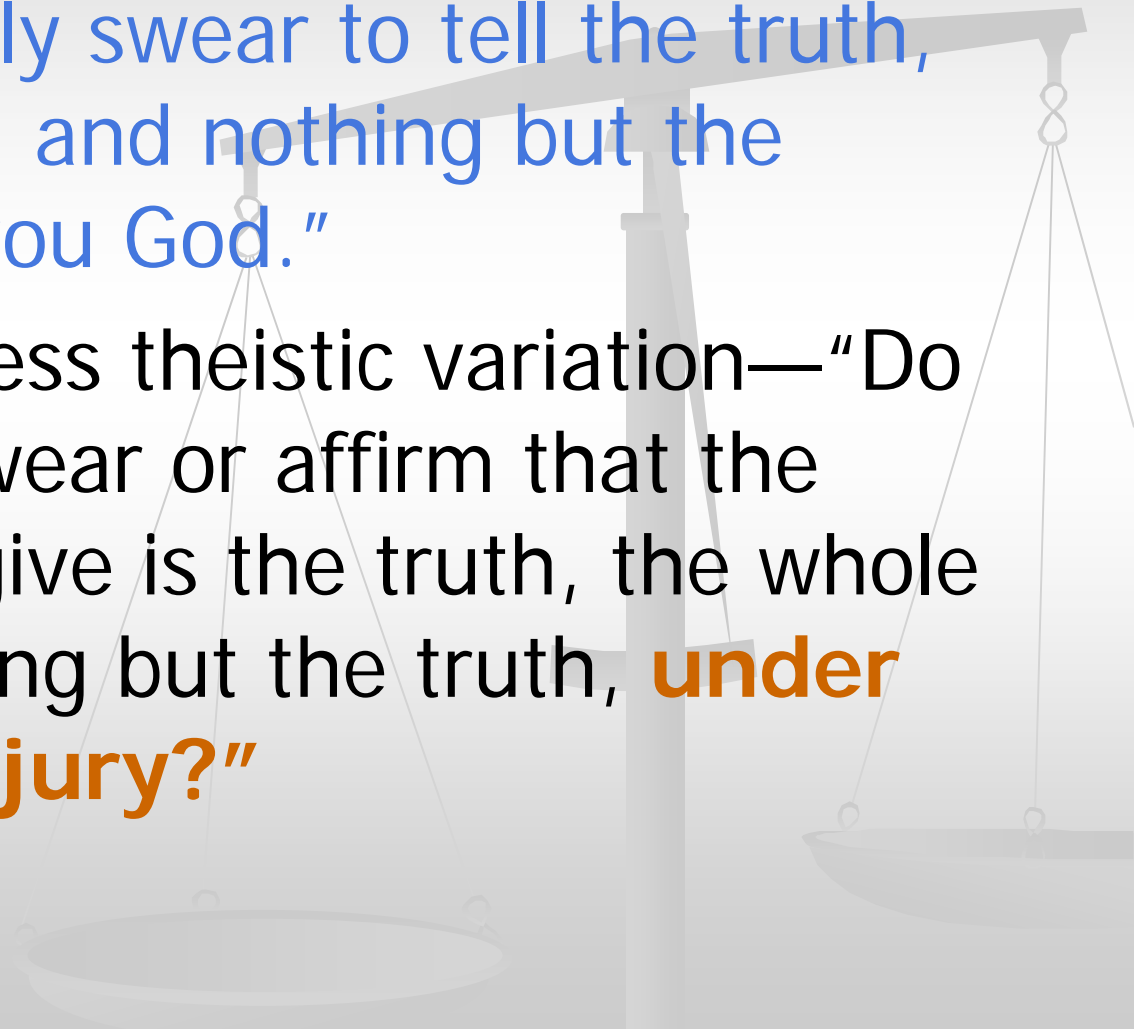 ly swear to tell the truth,
and nothing but the
ou God.”
ess theistic variation—“Do
wear or affirm that the
give is the truth, the whole
ng but the truth, under
jury?”